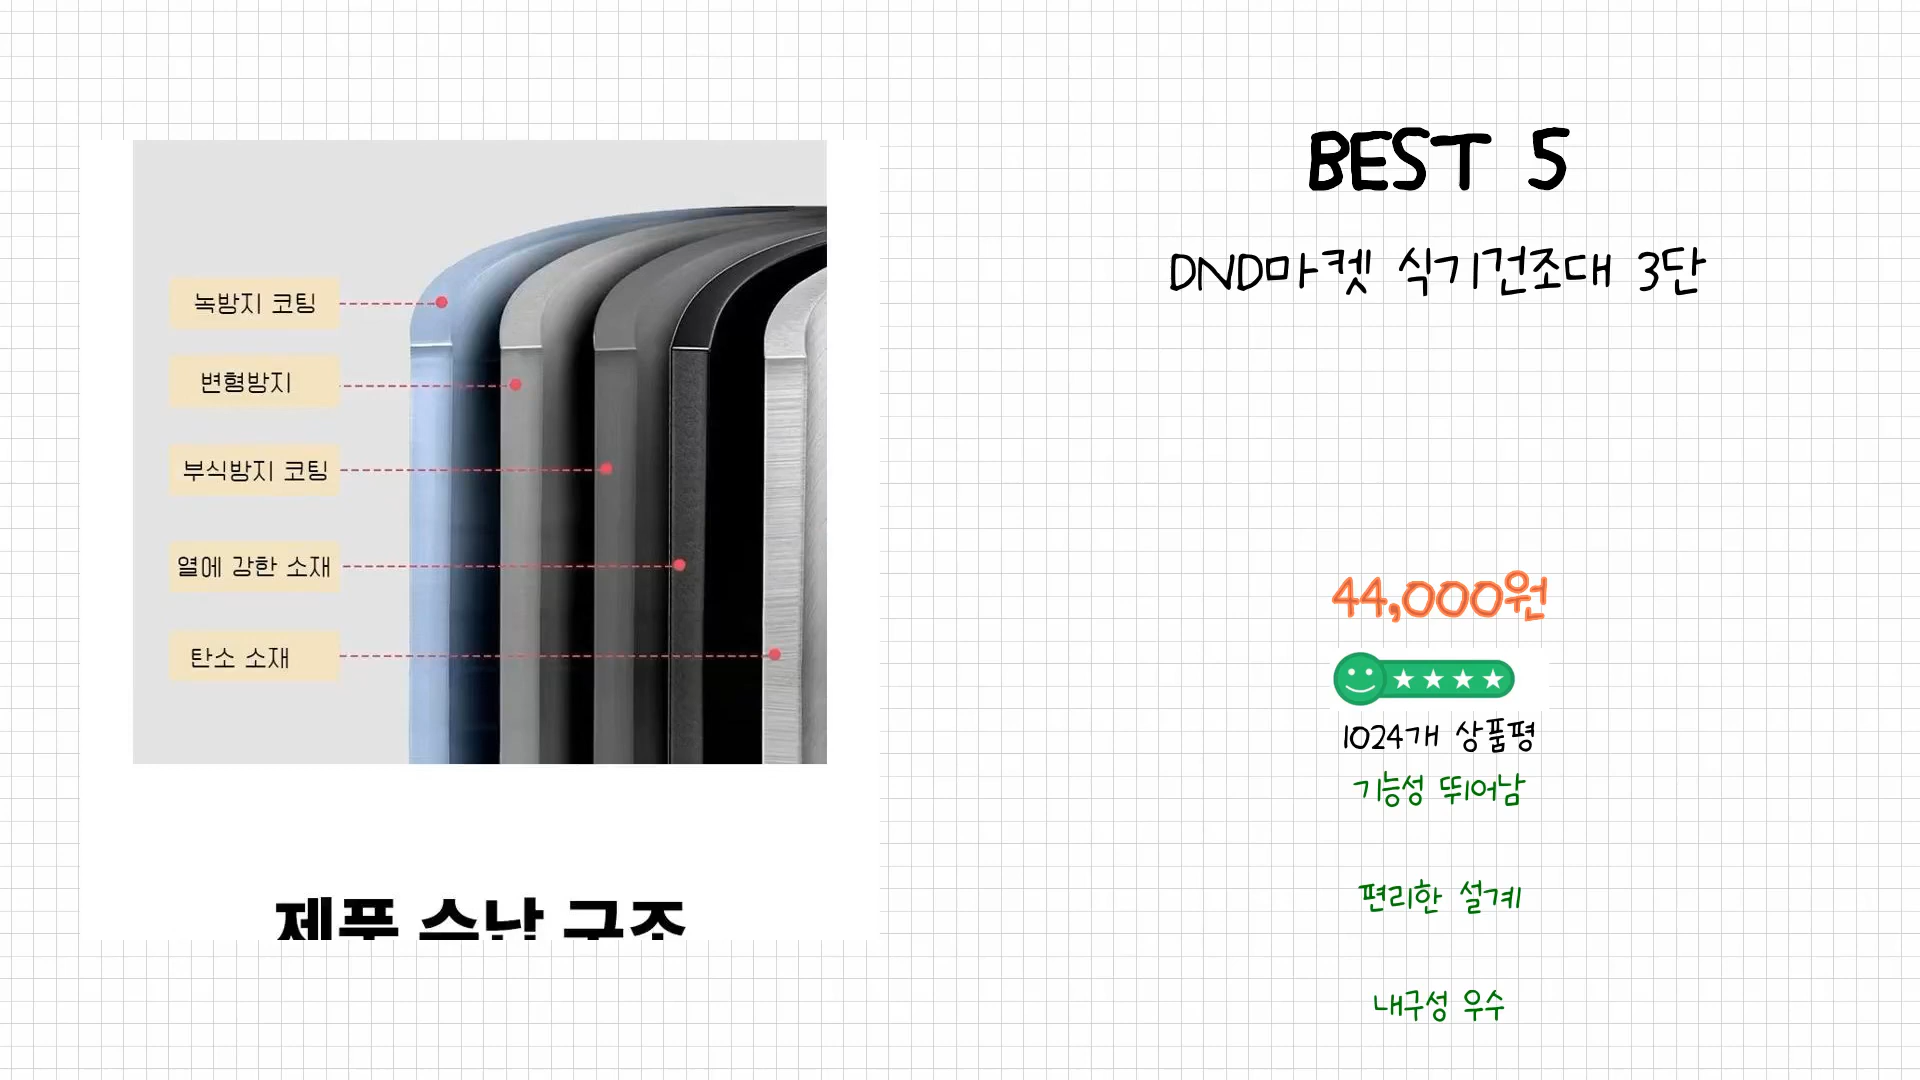 녹방지 코팅
변형방지
부식방지 코팅
열에 강한 소재
탄소 소재
BEST 5
DND마켓 식기건조대 3단
44,000원
1024개 상품평
기능성 뛰어남
편리한 설계
내구성 우수